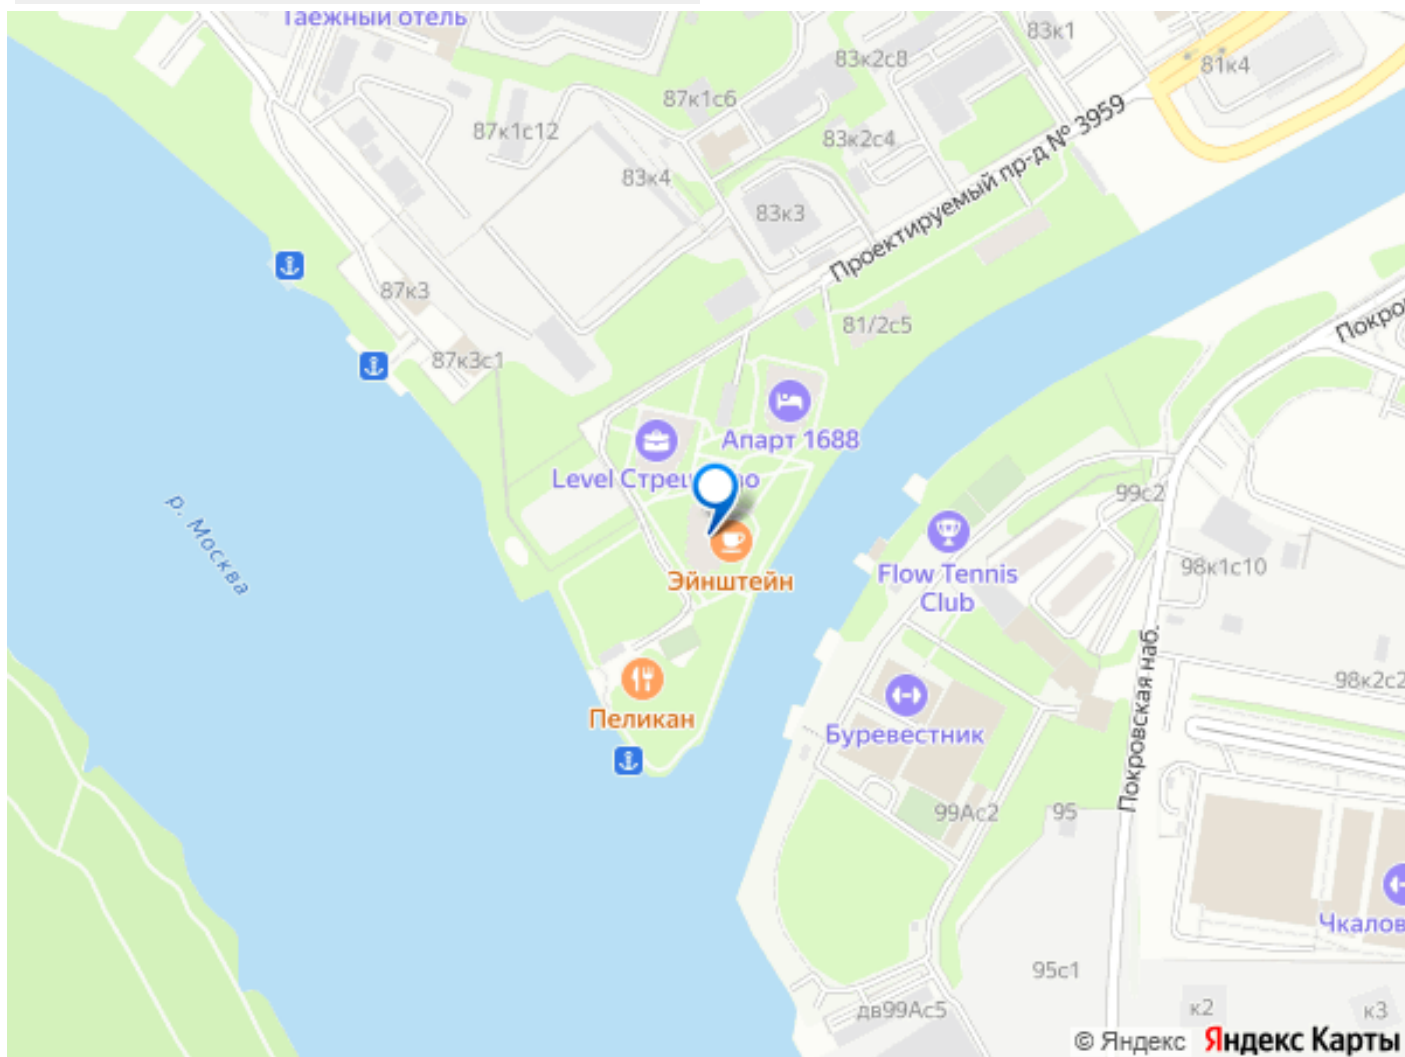 Таёжный отель
83к1
83к2с8
81к4
87к1с6
87к1с12
83к2с4
Проектируемый пр-д № 3959
83к4
83к3
87к3
81/2с5
87к3с1
Покро
Апарт 1688
Level Стре
о
99с2
р. Москва
Эйнштейн
Flow Tennis
Club
98к1с10
Покровская наб.
98к2с2
Пеликан
Буревестник
99Ас2
95
Чкалов
95с1
дв99Ас5
к2
к3
© Яндекс Яндекс Карты